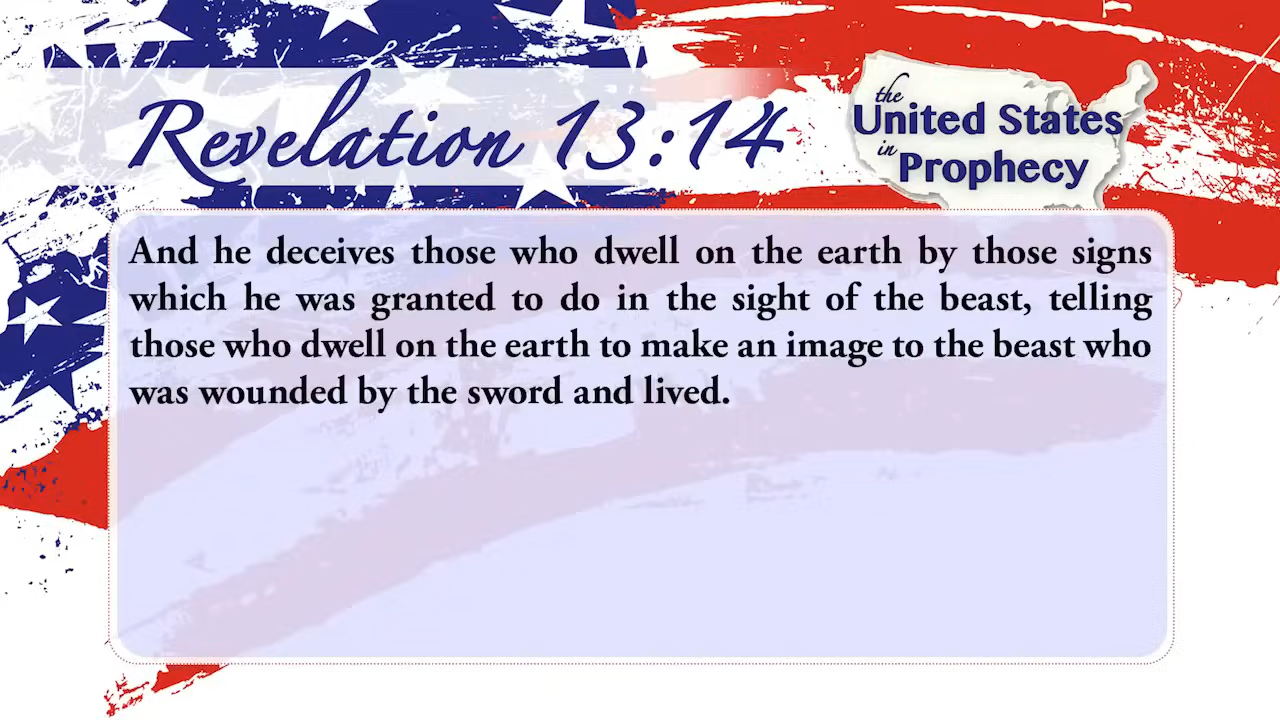 Revelation 13:14
the
United States
in
Prophecy
And he deceives those who dwell on the earth by those signs
which he was granted to do in the sight of the beast, telling
those who dwell on the earth to make an image to the beast who
was wounded by the sword and lived.